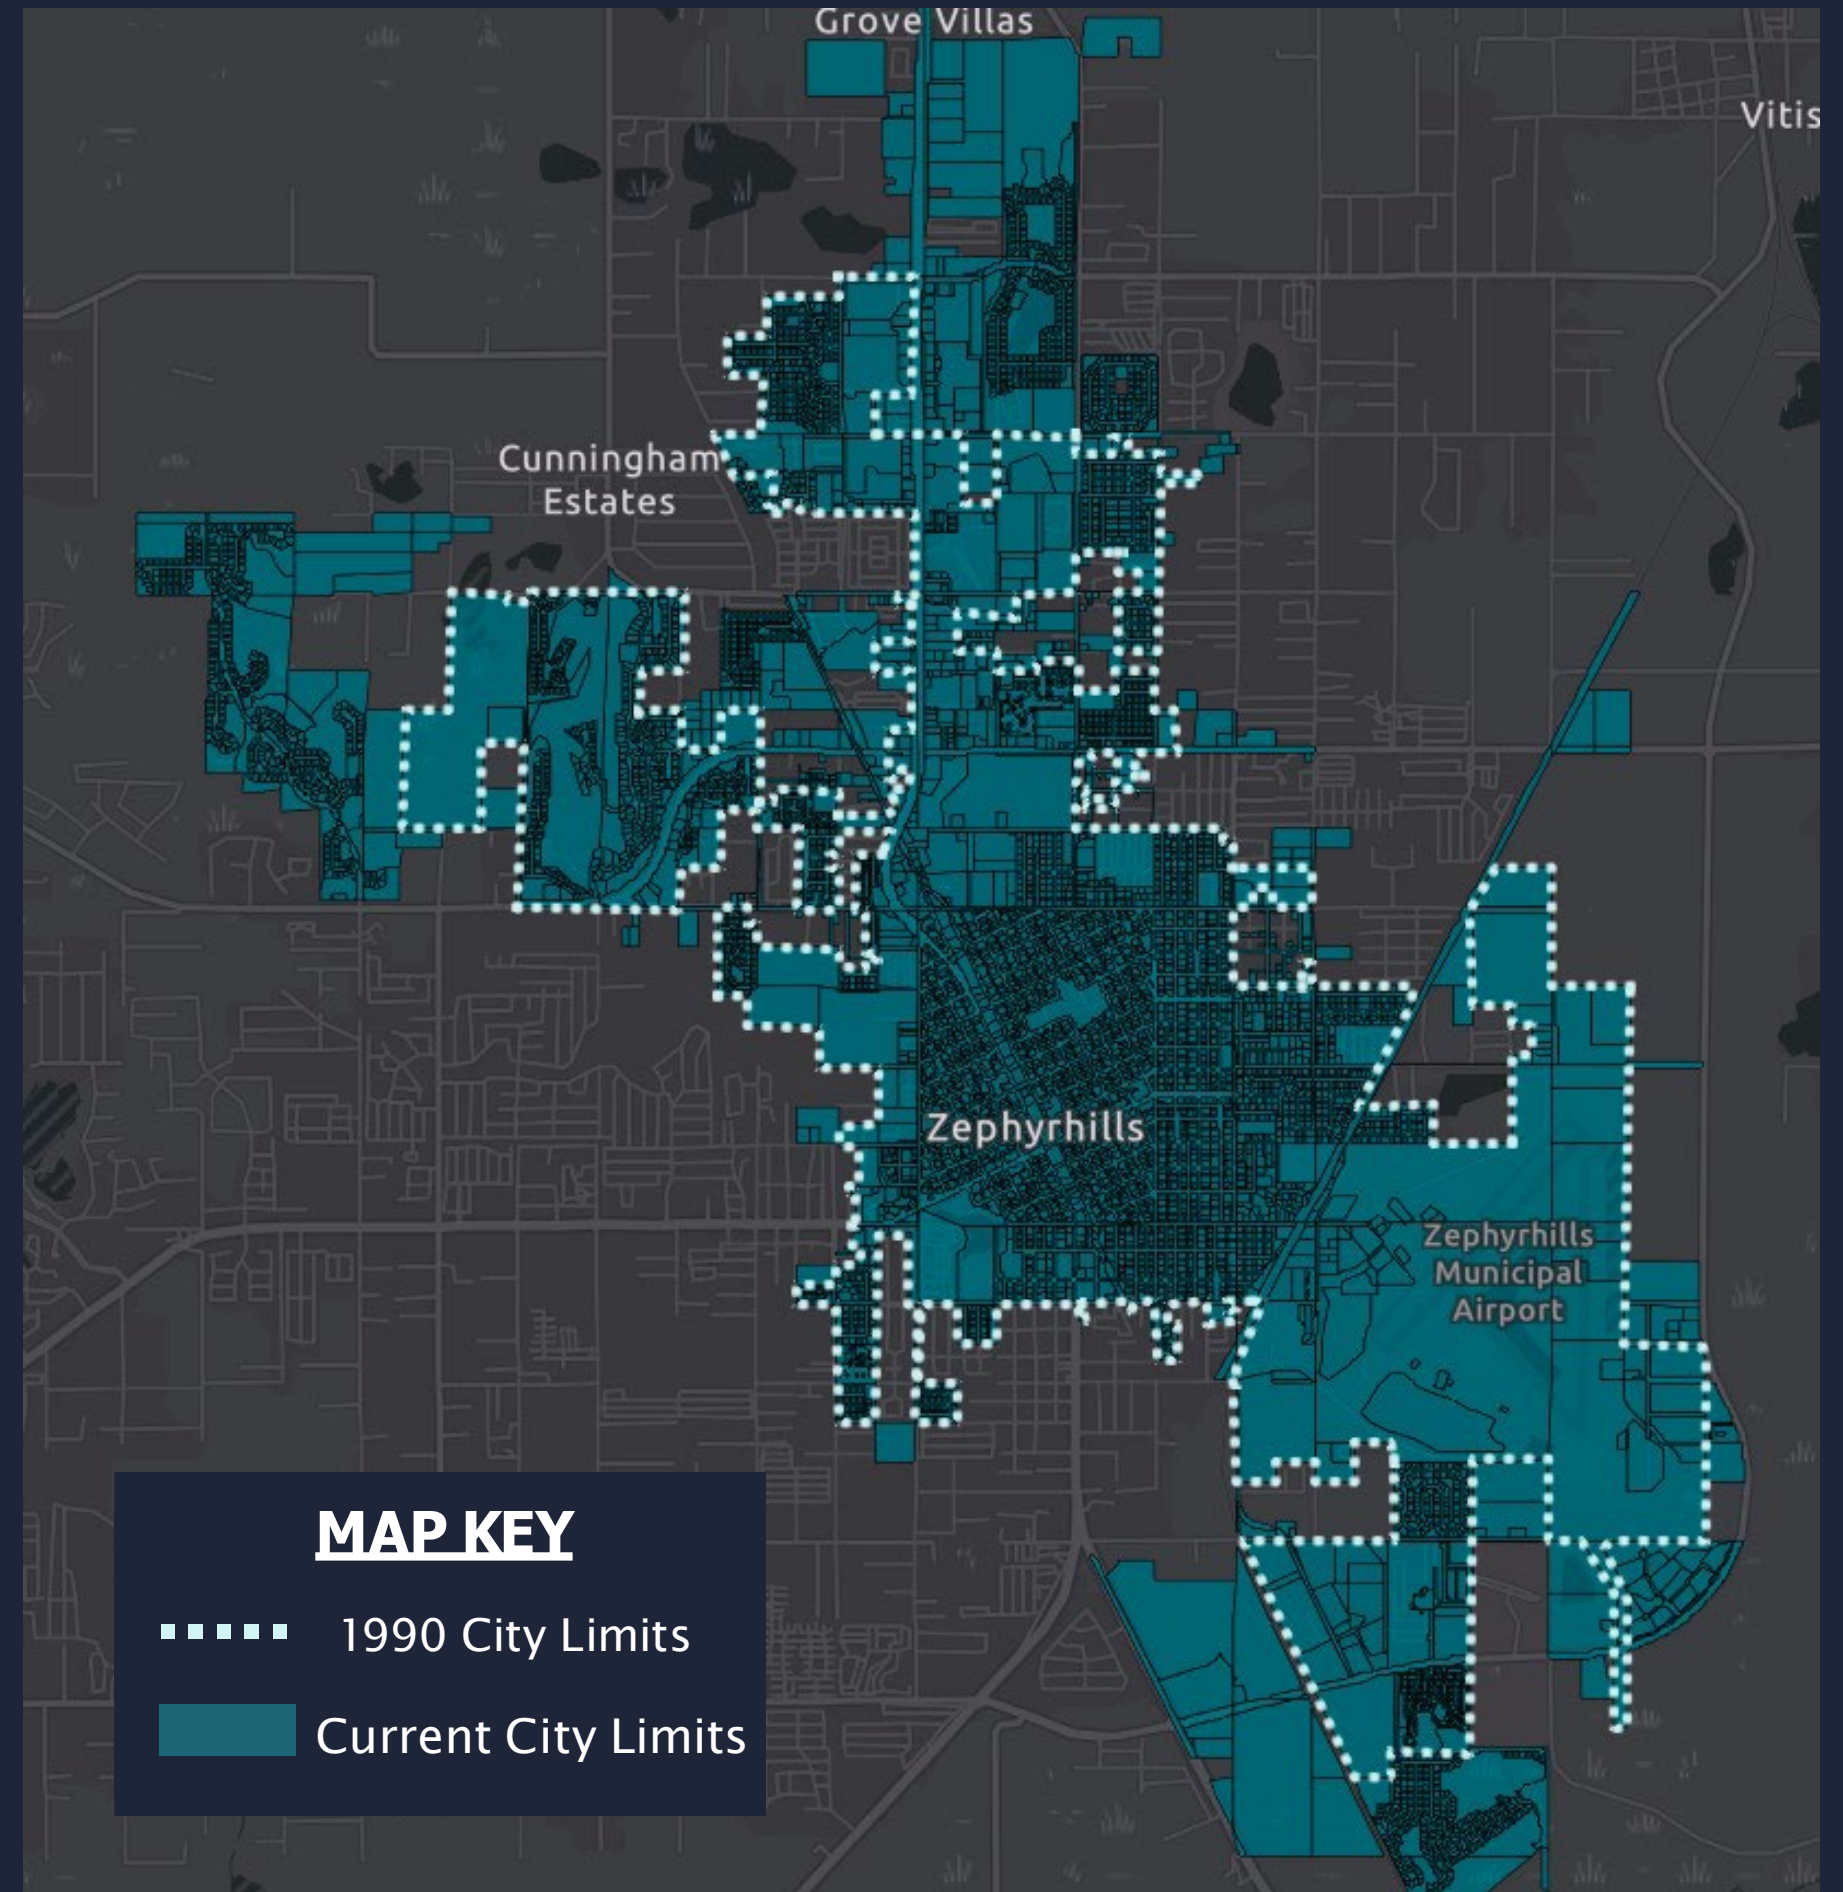 Grove Villas
Vitis
Cunningham
Estates
Zephyrhills
Zephyrhills
Municipal
Airport
MAP KEY
1990 City Limits
Current City Limits